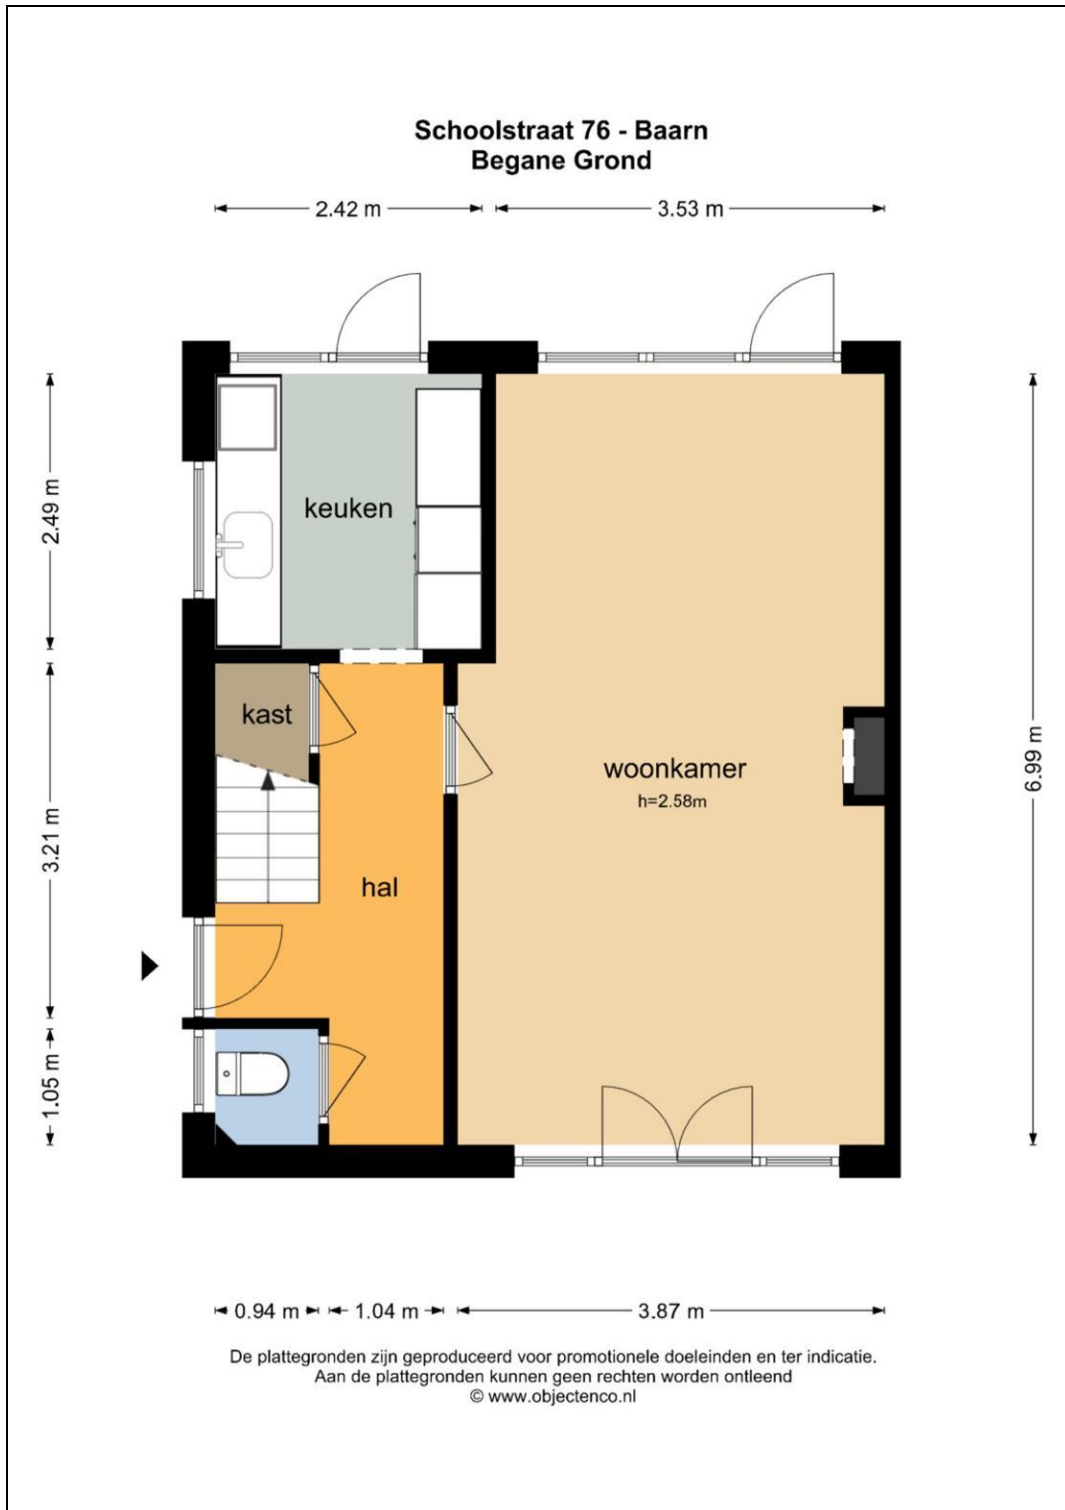 Schoolstraat 76 - Baarn
Begane Grond
2.42 m
3.53 m
2.49 m
keuken
kast
woonkamer
h=2.58m
6.99 m
3.21 m
hal
1.05 m
0.94 m
1.04 m
3.87 m
De plattegronden zijn geproduceerd voor promotionele doeleinden en ter indicatie.
Aan de plattegronden kunnen geen rechten worden ontleend
© www.objectenco.nl